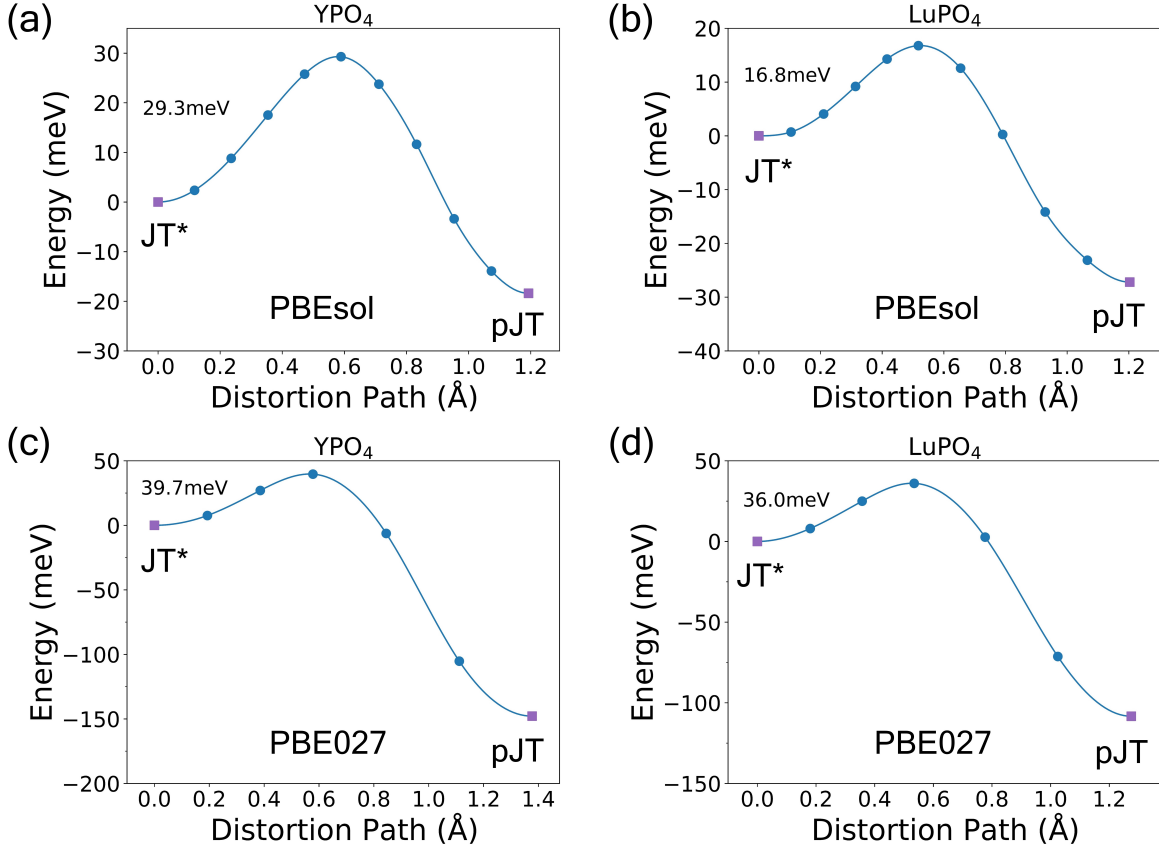 (a)
YPO₄
30
20
10
0
−10
−20
−30
Energy (meV)
29.3meV
JT*
PBEsol
pJT
0.0 0.2 0.4 0.6 0.8 1.0 1.2
Distortion Path (Å)
(b)
LuPO₄
20
10
0
−10
−20
−30
−40
Energy (meV)
16.8meV
JT*
PBEsol
pJT
0.0 0.2 0.4 0.6 0.8 1.0 1.2
Distortion Path (Å)
(c)
YPO₄
50
0
−50
−100
−150
−200
Energy (meV)
39.7meV
JT*
PBE027
pJT
0.0 0.2 0.4 0.6 0.8 1.0 1.2 1.4
Distortion Path (Å)
(d)
LuPO₄
50
0
−50
−100
−150
Energy (meV)
36.0meV
JT*
PBE027
pJT
0.0 0.2 0.4 0.6 0.8 1.0 1.2
Distortion Path (Å)